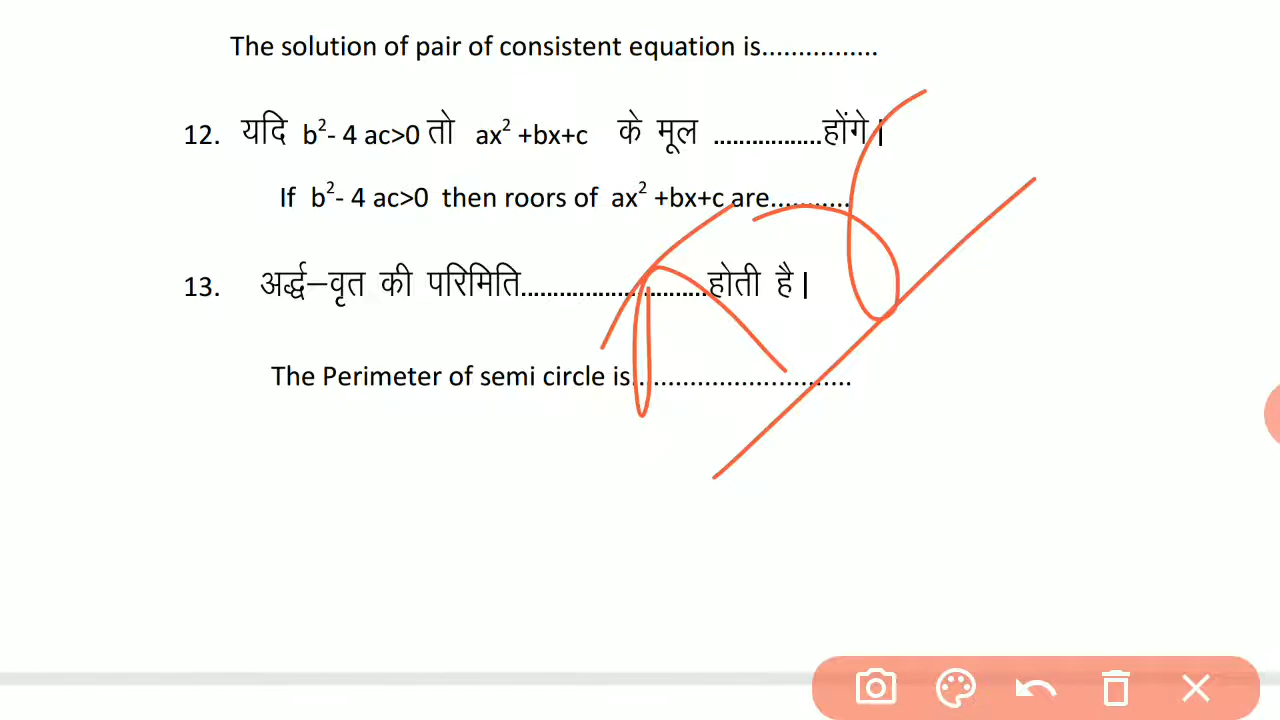 The solution of pair of consistent equation is................
12. यदि b²- 4 ac>0 तो ax² +bx+c के मूल .................होंगे।
If b²- 4 ac>0 then roors of ax² +bx+c are...........
13. अर्द्ध–वृत की परिमिति.............................होती है।
The Perimeter of semi circle is..............................